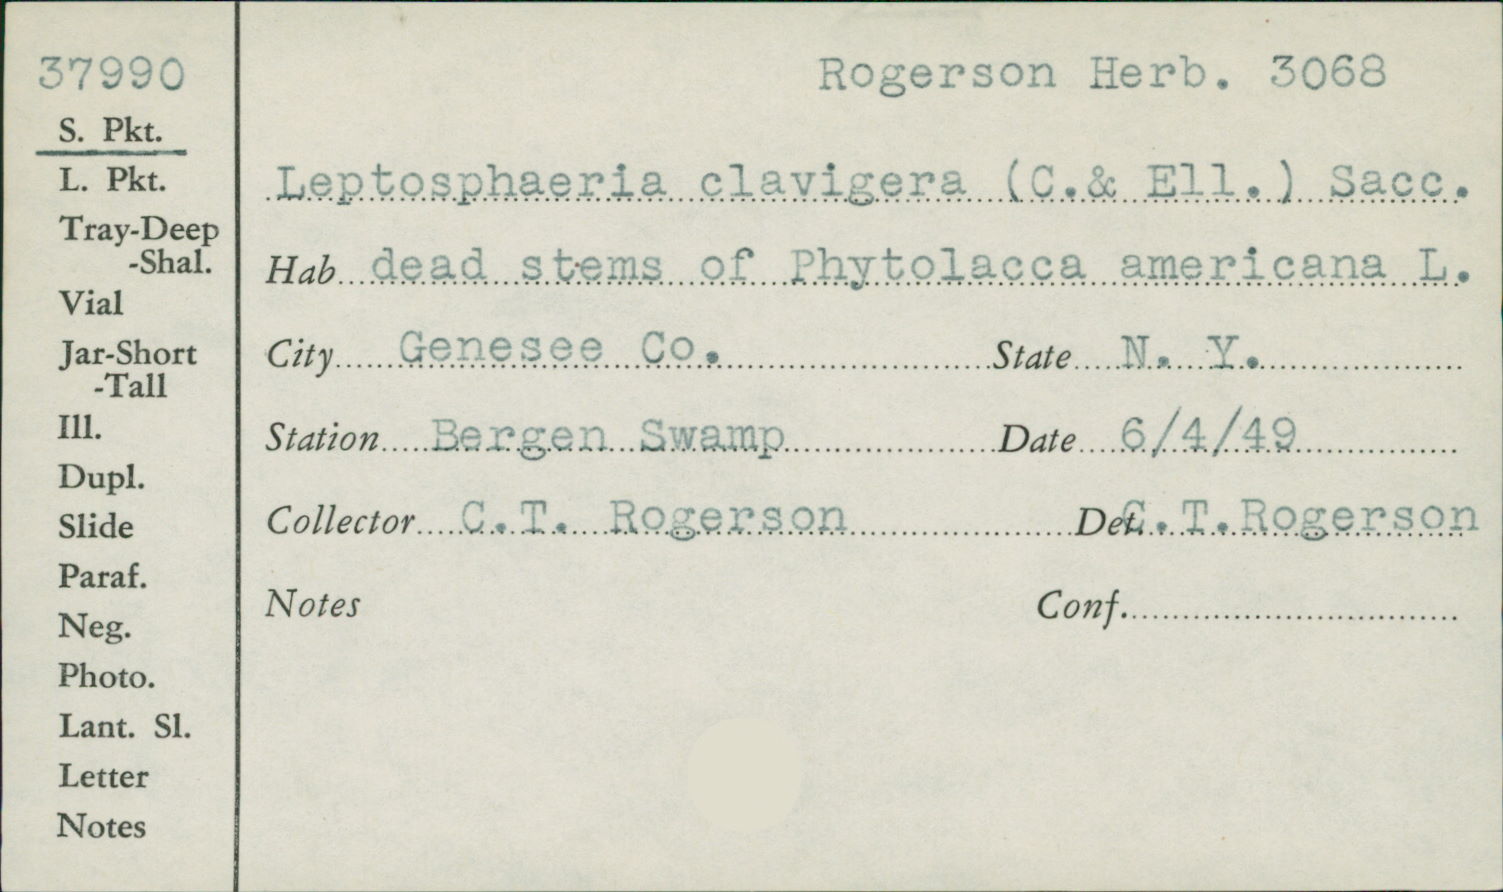 37990
S. Pkt.
L. Pkt.
Tray-Deep
-Shal.
Vial
Jar-Short
-Tall
Ill.
Dupl.
Slide
Paraf.
Neg.
Photo.
Lant. Sl.
Letter
Notes
Rogerson Herb. 3068
Leptosphaeria clavigera (C.& Ell.) Sacc.
Hab dead stems of Phytolacca americana L.
City Genesee Co. State N. Y.
Station Bergen Swamp Date 6/4/49
Collector C.T. Rogerson Det. C.T.Rogerson
Notes Conf.